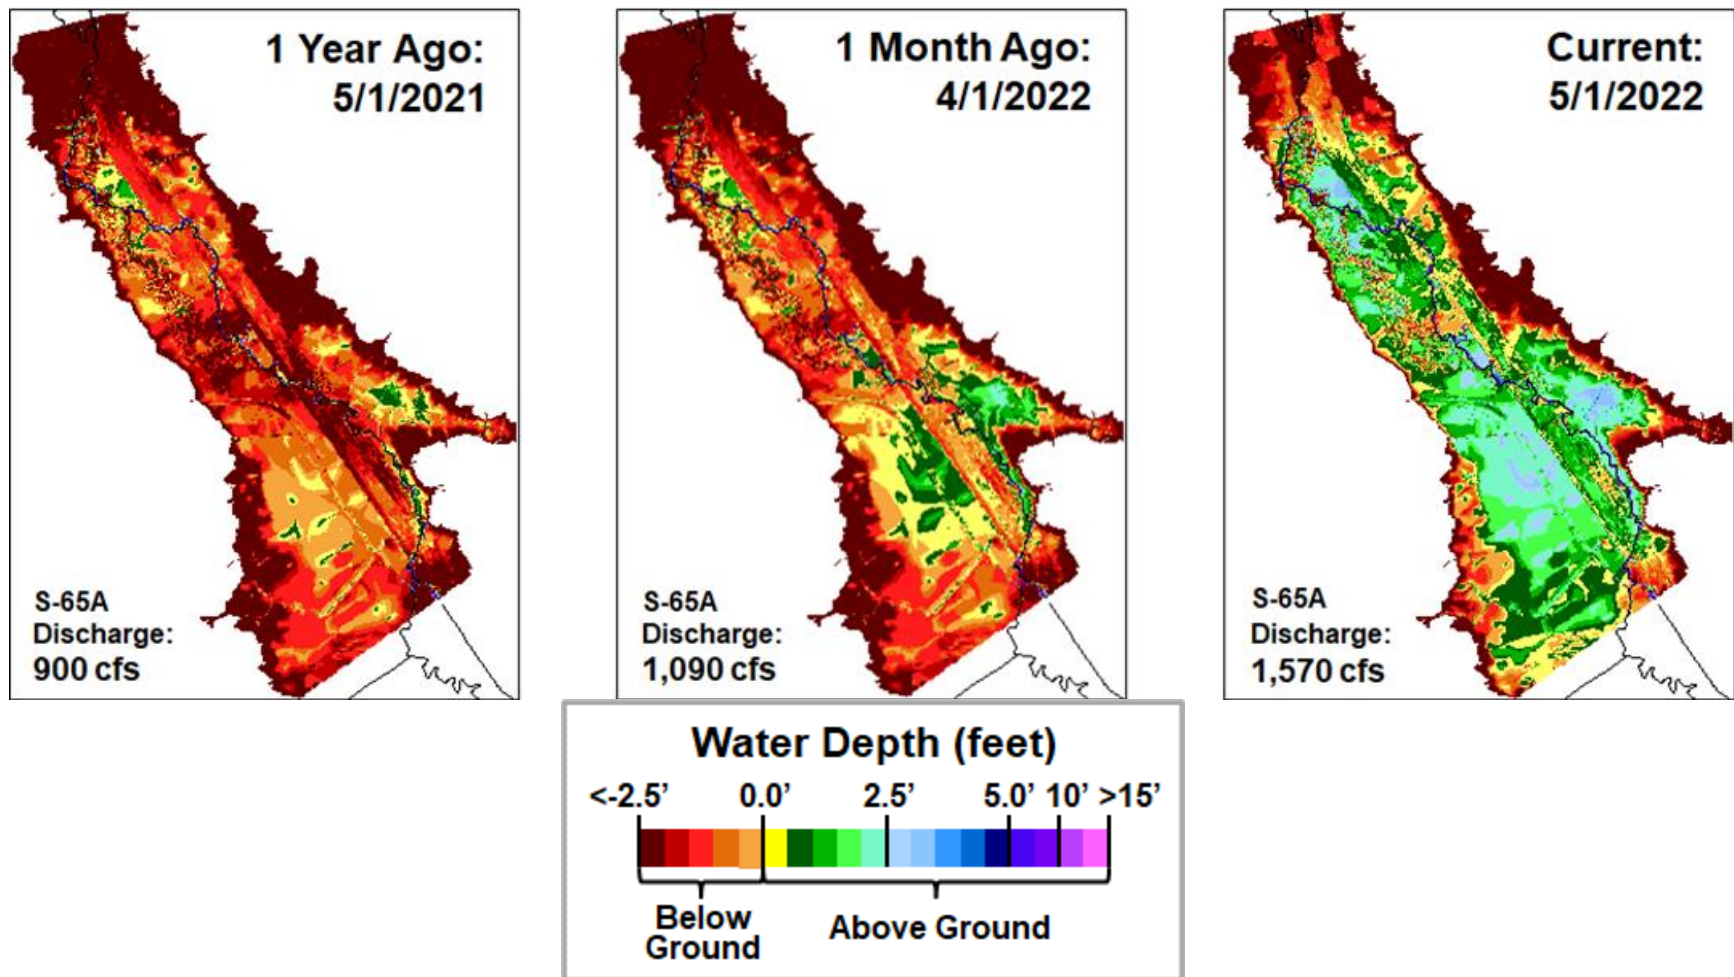 1 Year Ago:
5/1/2021
S-65A
Discharge:
900 cfs
1 Month Ago:
4/1/2022
S-65A
Discharge:
1,090 cfs
Current:
5/1/2022
S-65A
Discharge:
1,570 cfs
Water Depth (feet)
<-2.5’ 0.0’ 2.5’ 5.0’ 10’ >15’
Below
Ground
Above Ground